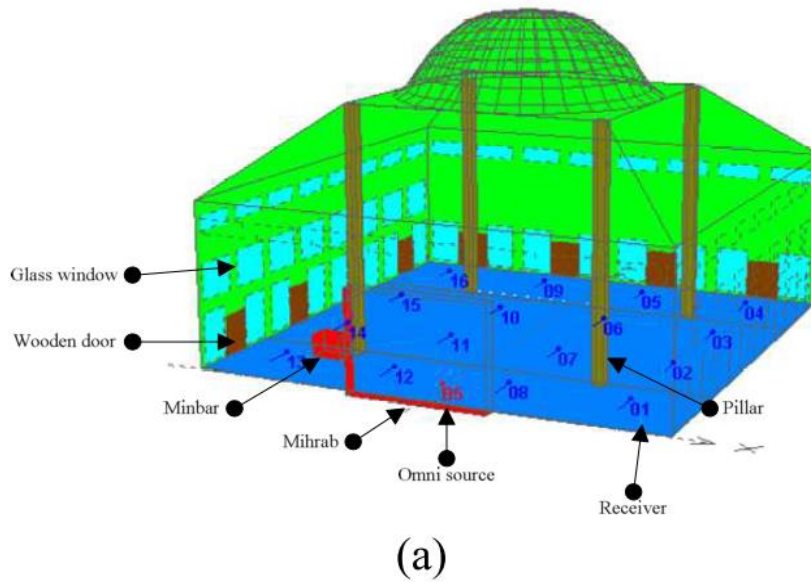 16
09
05
04
Glass window
15
10
06
03
14
Wooden door
11
07
02
13
12
08
01
Minbar
Pillar
Mihrab
Omni source
Receiver
X
(a)